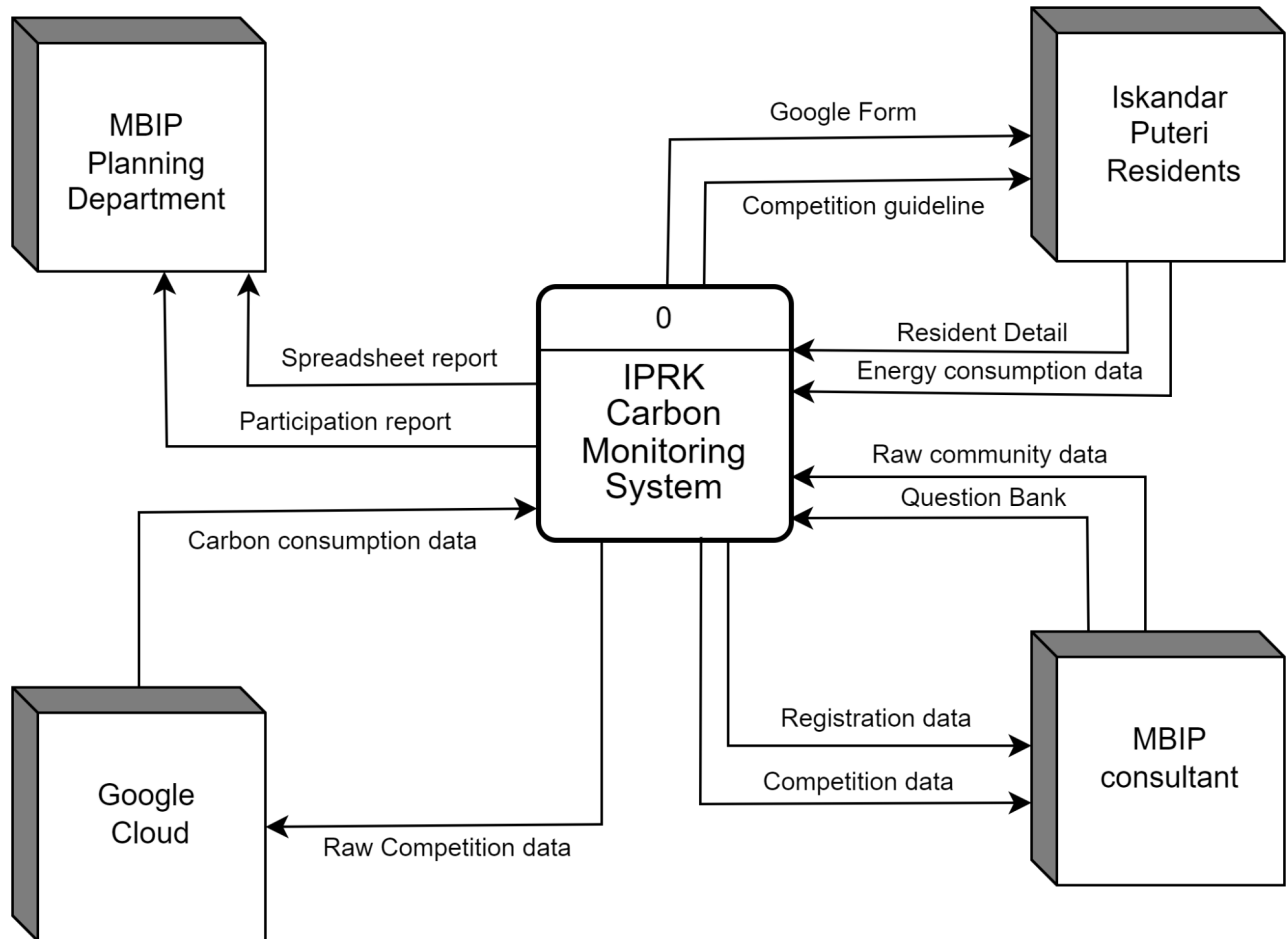 MBIP
Planning
Department
Google Form
Iskandar
Puteri
Residents
Competition guideline
0
Resident Detail
Spreadsheet report
Energy consumption data
IPRK
Carbon
Monitoring
System
Participation report
Raw community data
Question Bank
Carbon consumption data
Registration data
MBIP
consultant
Competition data
Google
Cloud
Raw Competition data